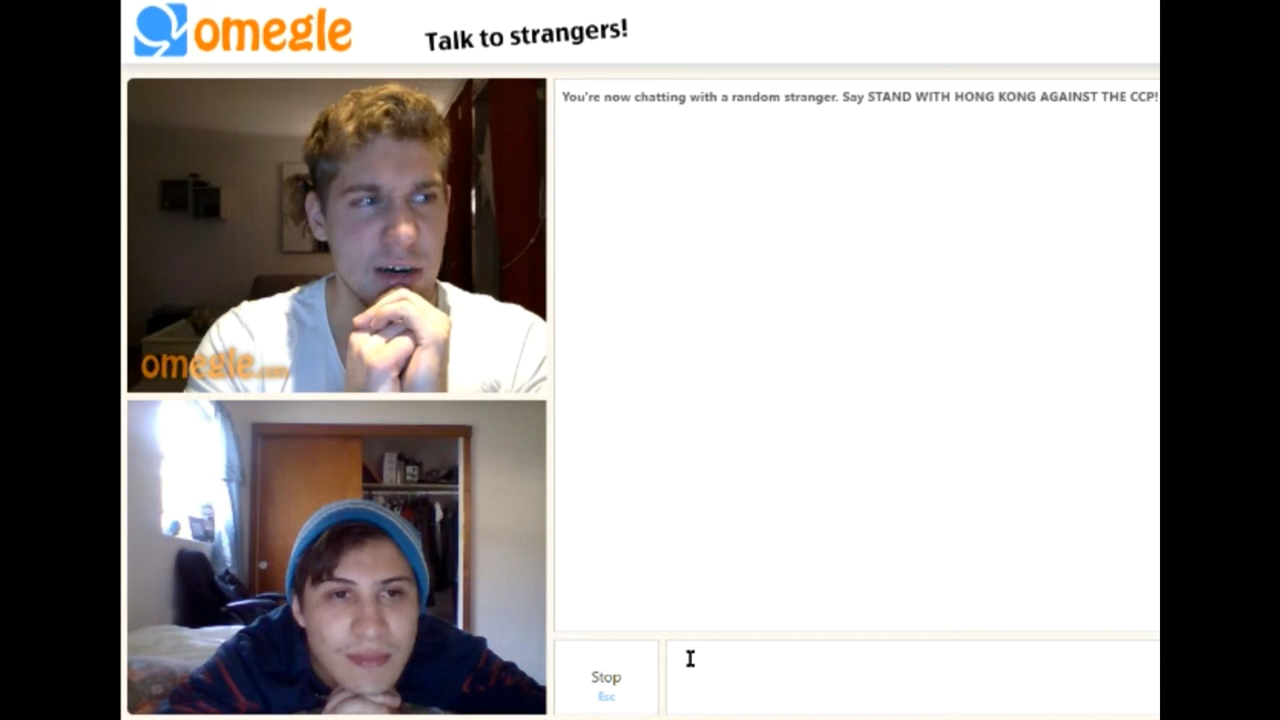 omegle
Talk to strangers!
You're now chatting with a random stranger. Say STAND WITH HONG KONG AGAINST THE CCP!
omegle.com
Stop
Esc